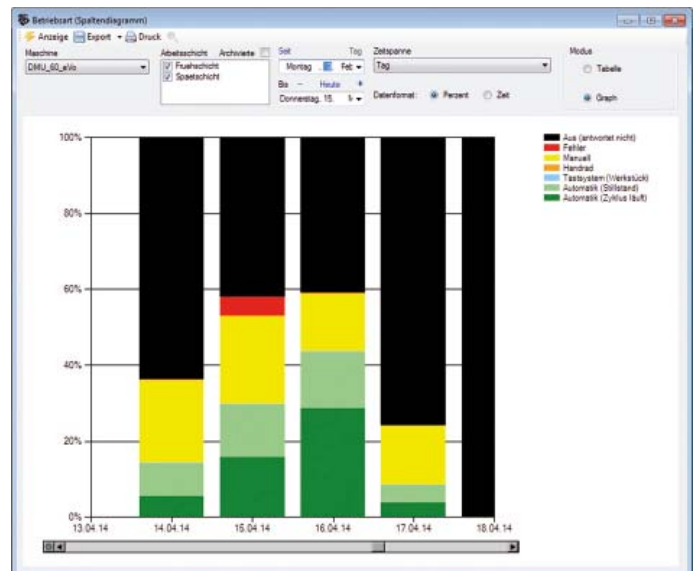 Betriebsart (Spaltendiagramm)
Anzeige Export Druck
Maschine
DMU_60_eVo
Arbeitsschicht Archivierte
Fruehschicht
Spaetschicht
Seit Tag
Montag Feb
Bis - Heute +
Donnerstag, 15.
Zeitspanne
Tag
Datenformat: Perzent Zeit
Modus
Tabelle
Graph
100%
80%
60%
40%
20%
0%
13.04.14 14.04.14 15.04.14 16.04.14 17.04.14 18.04.14
Aus (antwortet nicht)
Fehler
Manuell
Handrad
Tastsystem (Werkstück)
Automatik (Stillstand)
Automatik (Zyklus läuft)